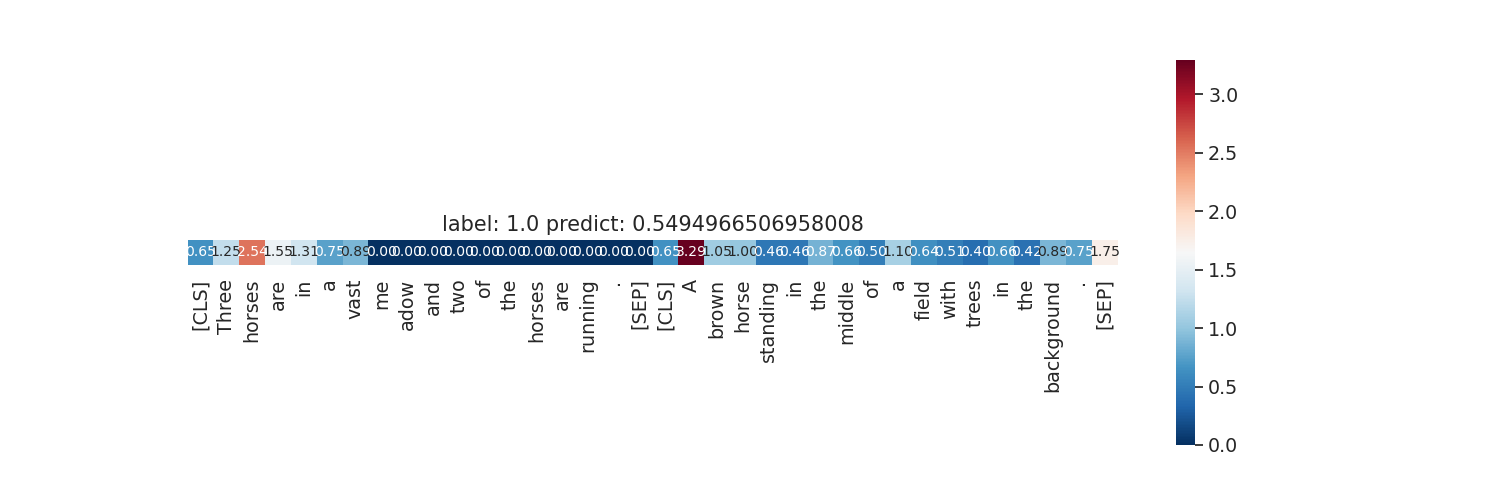 label: 1.0 predict: 0.5494966506958008
0.65 1.25 2.54 1.55 1.31 0.75 0.89 0.00 0.00 0.00 0.00 0.00 0.00 0.00 0.00 0.00 0.00 0.00 0.65 3.29 1.05 1.00 0.46 0.46 0.87 0.66 0.50 1.10 0.64 0.51 0.40 0.66 0.42 0.89 0.75 1.75
[CLS] Three horses are in a vast me adow and two of the horses are running . [SEP] [CLS] A brown horse standing in the middle of a field with trees in the background . [SEP]
3.0
2.5
2.0
1.5
1.0
0.5
0.0